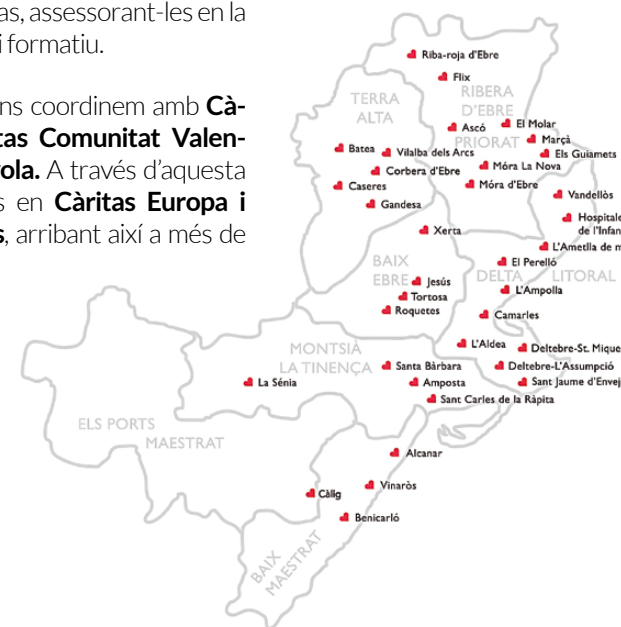 as, assessorant-les en la
i formatiu.
ns coordinem amb Cà-
tas Comunitat Valen-
ola. A través d'aquesta
s en Càritas Europa i
s, arribant així a més de
Riba-roja d'Ebre
Flix
TERRA
ALTA
RIBERA
D'EBRE
PRIORAT
Ascó
El Molar
Marçà
Els Guiamets
Batea
Vilalba dels Arcs
Corbera d'Ebre
Móra La Nova
Caseres
Móra d'Ebre
Gandesa
Vandellòs
Hospitale
de l'Infan
Xerta
L'Ametlla de m
BAIX
EBRE
El Perelló
DELTA
LITORAL
Jesús
L'Ampolla
Tortosa
Roquetes
Camarles
MONTSIÀ
LA TINENÇA
L'Aldea
Deltebre-St. Mique
Santa Bàrbara
Deltebre-L'Assumpció
La Sénia
Amposta
Sant Jaume d'Envej
Sant Carles de la Ràpita
ELS PORTS
MAESTRAT
Alcanar
Càlig
Vinaròs
Benicarló
BAIX
MAESTRAT